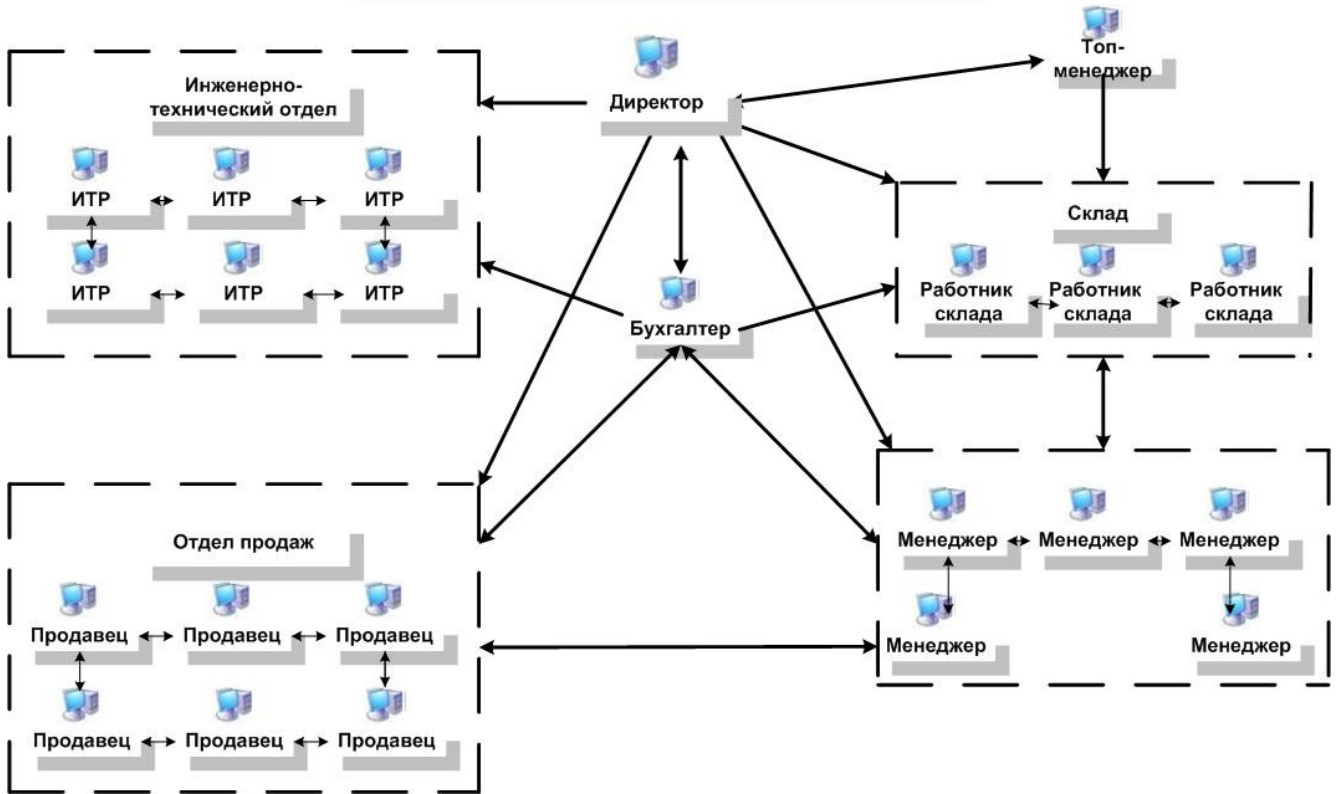 Инженерно-
технический отдел
ИТР
ИТР
ИТР
ИТР
ИТР
ИТР
Директор
Топ-
менеджер
Склад
Работник
склада
Работник
склада
Работник
склада
Бухгалтер
Отдел продаж
Продавец
Продавец
Продавец
Продавец
Продавец
Продавец
Менеджер
Менеджер
Менеджер
Менеджер
Менеджер